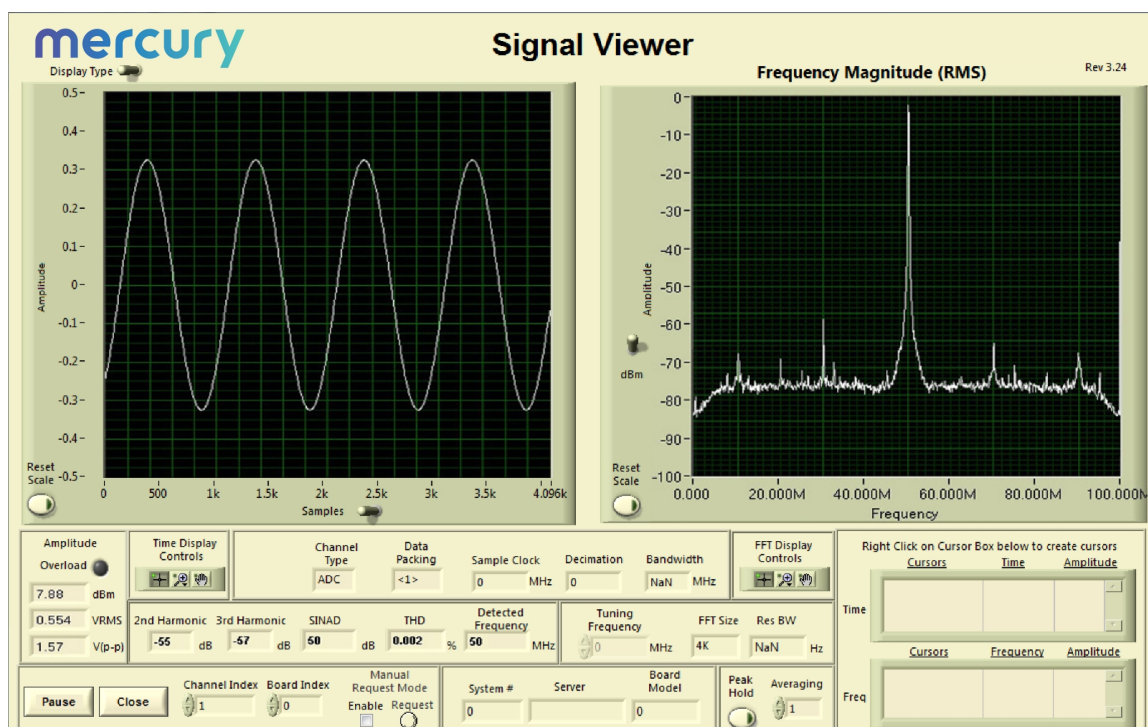 mercury
Signal Viewer
Display Type
Frequency Magnitude (RMS)
Rev 3.24
0.5
0.4
0.3
0.2
0.1
0
-0.1
-0.2
-0.3
-0.4
-0.5
Amplitude
Reset
Scale
0 500 1k 1.5k 2k 2.5k 3k 3.5k 4.096k
Samples
0
-10
-20
-30
-40
-50
-60
-70
-80
-90
-100
Amplitude
dBm
Reset
Scale
0.000 20.000M 40.000M 60.000M 80.000M 100.000M
Frequency
Amplitude
Overload
7.88 dBm
0.554 VRMS
1.57 V(p-p)
Time Display
Controls
Channel
Type
ADC
Data
Packing
<1>
Sample Clock
0 MHz
Decimation
0
Bandwidth
NaN MHz
FFT Display
Controls
2nd Harmonic
-55 dB
3rd Harmonic
-57 dB
SINAD
50 dB
THD
0.002 %
Detected
Frequency
50 MHz
Tuning
Frequency
0 MHz
FFT Size
4K
Res BW
NaN Hz
Right Click on Cursor Box below to create cursors
Cursors Time Amplitude
Time
Cursors Frequency Amplitude
Freq
Pause
Close
Channel Index
1
Board Index
0
Manual
Request Mode
Enable Request
System #
0
Server
Board
Model
0
Peak
Hold
Averaging
1